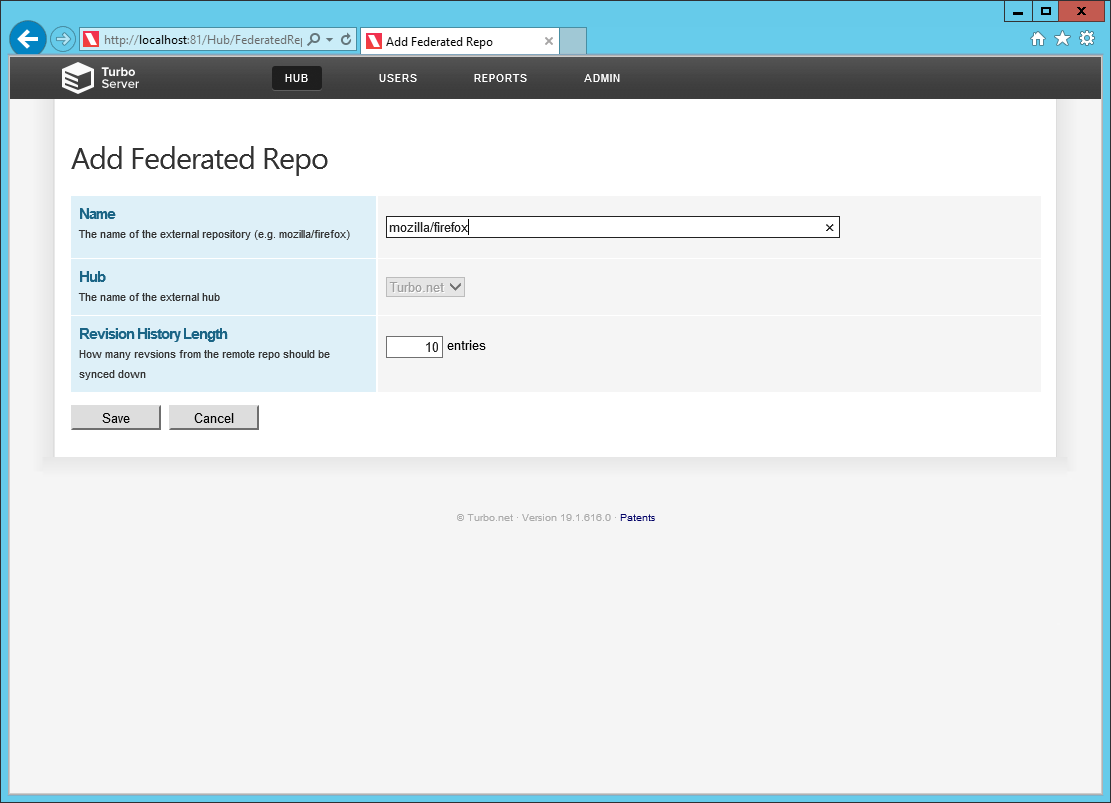 http://localhost:81/Hub/FederatedRep
Add Federated Repo
Turbo
Server
HUB USERS REPORTS ADMIN
Add Federated Repo
Name
The name of the external repository (e.g. mozilla/firefox)
mozilla/firefox
Hub
The name of the external hub
Turbo.net
Revision History Length
How many revsions from the remote repo should be
synced down
10 entries
Save Cancel
© Turbo.net · Version 19.1.616.0 · Patents